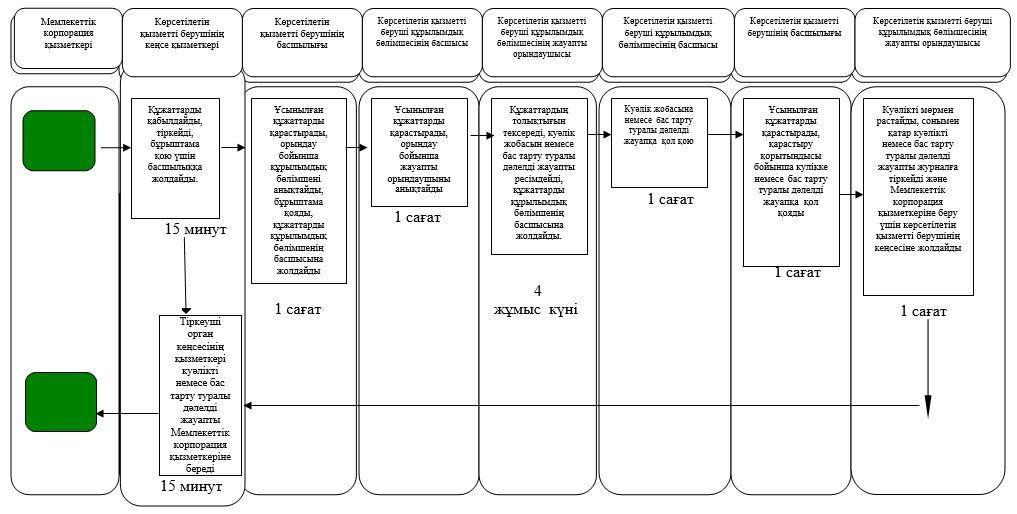 Мемлекеттік
корпорация
қызметкері
Көрсетілетін
қызметті берушінің
кеңсе қызметкері
Көрсетілетін
қызметті берушінің
басшылығы
Көрсетілетін қызметті
беруші құрылымдық
бөлімшесінің басшысы
Көрсетілетін қызметті
беруші құрылымдық
бөлімшесінің жауапты
орындаушысы
Көрсетілетін қызметті
беруші құрылымдық
бөлімшесінің басшысы
Көрсетілетін қызметті
берушінің басшылығы
Көрсетілетін қызметті беруші
құрылымдық бөлімшесінің
жауапты орындаушысы
Құжаттарды
қабылдайды,
тіркейді,
бұрыштама
қою үшін
басшылыққа
жолдайды.
15 минут
Ұсынылған
құжаттарды
қарастырады,
орындау
бойынша
құрылымдық
бөлімшені
анықтайды,
бұрыштама
қояды,
құжаттарды
құрылымдық
бөлімшенің
басшысына
жолдайды
1 сағат
Ұсынылған
құжаттарды
қарастырады,
орындау
бойынша
жауапты
орындаушыны
анықтайды
1 сағат
Құжаттардың
толықтығын
тексереді, куәлік
жобасын немесе
бас тарту туралы
дәлелді жауапты
ресімдейді,
құжаттарды
құрылымдық
бөлімшенің
басшысына
жолдайды.
4
жұмыс күні
Куәлік жобасына
немесе бас тарту
туралы дәлелді
жауапқа қол қою
1 сағат
Ұсынылған
құжаттарды
қарастырады,
қарастыру
қорытындысы
бойынша кулікке
немесе бас тарту
туралы дәлелді
жауапқа қол
қояды
1 сағат
Куәлікті мөрмен
растайды, сонымен
қатар куәлікті
немесе бас тарту
туралы дәлелді
жауапты журналға
тіркейді және
Мемлекеттік
корпорация
қызметкеріне беру
үшін көрсетілетін
қызметті берушінің
кеңсесіне жолдайды
1 сағат
Тіркеуші
орган
кеңсесінің
қызметкері
куәлікті
немесе бас
тарту туралы
дәлелді
жауапты
Мемлекеттік
корпорация
қызметкеріне
береді
15 минут